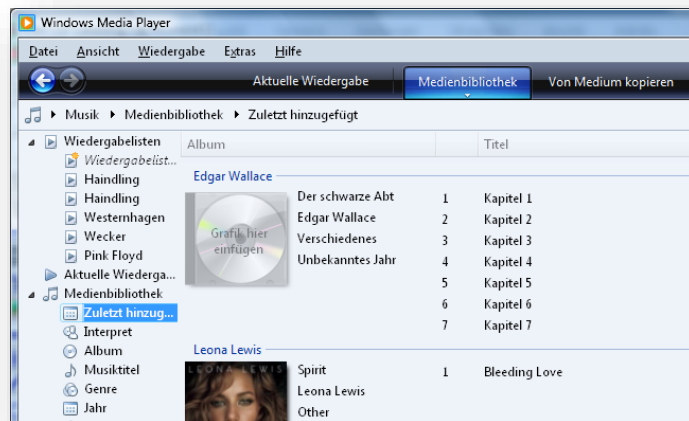 Windows Media Player
Datei Ansicht Wiedergabe Extras Hilfe
Aktuelle Wiedergabe Medienbibliothek Von Medium kopieren
Musik Medienbibliothek Zuletzt hinzugefügt
Wiedergabelisten
Wiedergabelist...
Haindling
Haindling
Westernhagen
Wecker
Pink Floyd
Aktuelle Wiederga...
Medienbibliothek
Zuletzt hinzug...
Interpret
Album
Musiktitel
Genre
Jahr
Album Titel
Edgar Wallace
Grafik hier
einfügen
Der schwarze Abt 1 Kapitel 1
Edgar Wallace 2 Kapitel 2
Verschiedenes 3 Kapitel 3
Unbekanntes Jahr 4 Kapitel 4
5 Kapitel 5
6 Kapitel 6
7 Kapitel 7
Leona Lewis
LEONA LEWIS
Spirit 1 Bleeding Love
Leona Lewis
Other